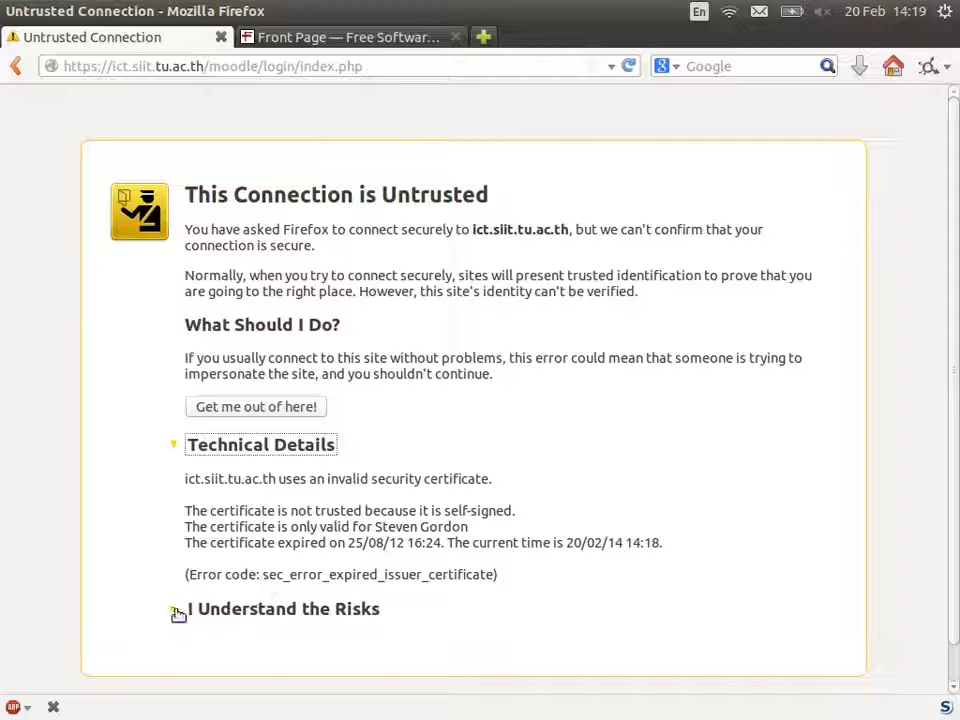 Untrusted Connection - Mozilla Firefox
En
20 Feb 14:19
Untrusted Connection
Front Page — Free Softwar...
https://ict.siit.tu.ac.th/moodle/login/index.php
8
Google
This Connection is Untrusted
You have asked Firefox to connect securely to ict.siit.tu.ac.th, but we can't confirm that your
connection is secure.
Normally, when you try to connect securely, sites will present trusted identification to prove that you
are going to the right place. However, this site's identity can't be verified.
What Should I Do?
If you usually connect to this site without problems, this error could mean that someone is trying to
impersonate the site, and you shouldn't continue.
Get me out of here!
Technical Details
ict.siit.tu.ac.th uses an invalid security certificate.
The certificate is not trusted because it is self-signed.
The certificate is only valid for Steven Gordon
The certificate expired on 25/08/12 16:24. The current time is 20/02/14 14:18.
(Error code: sec_error_expired_issuer_certificate)
I Understand the Risks
ABP
S